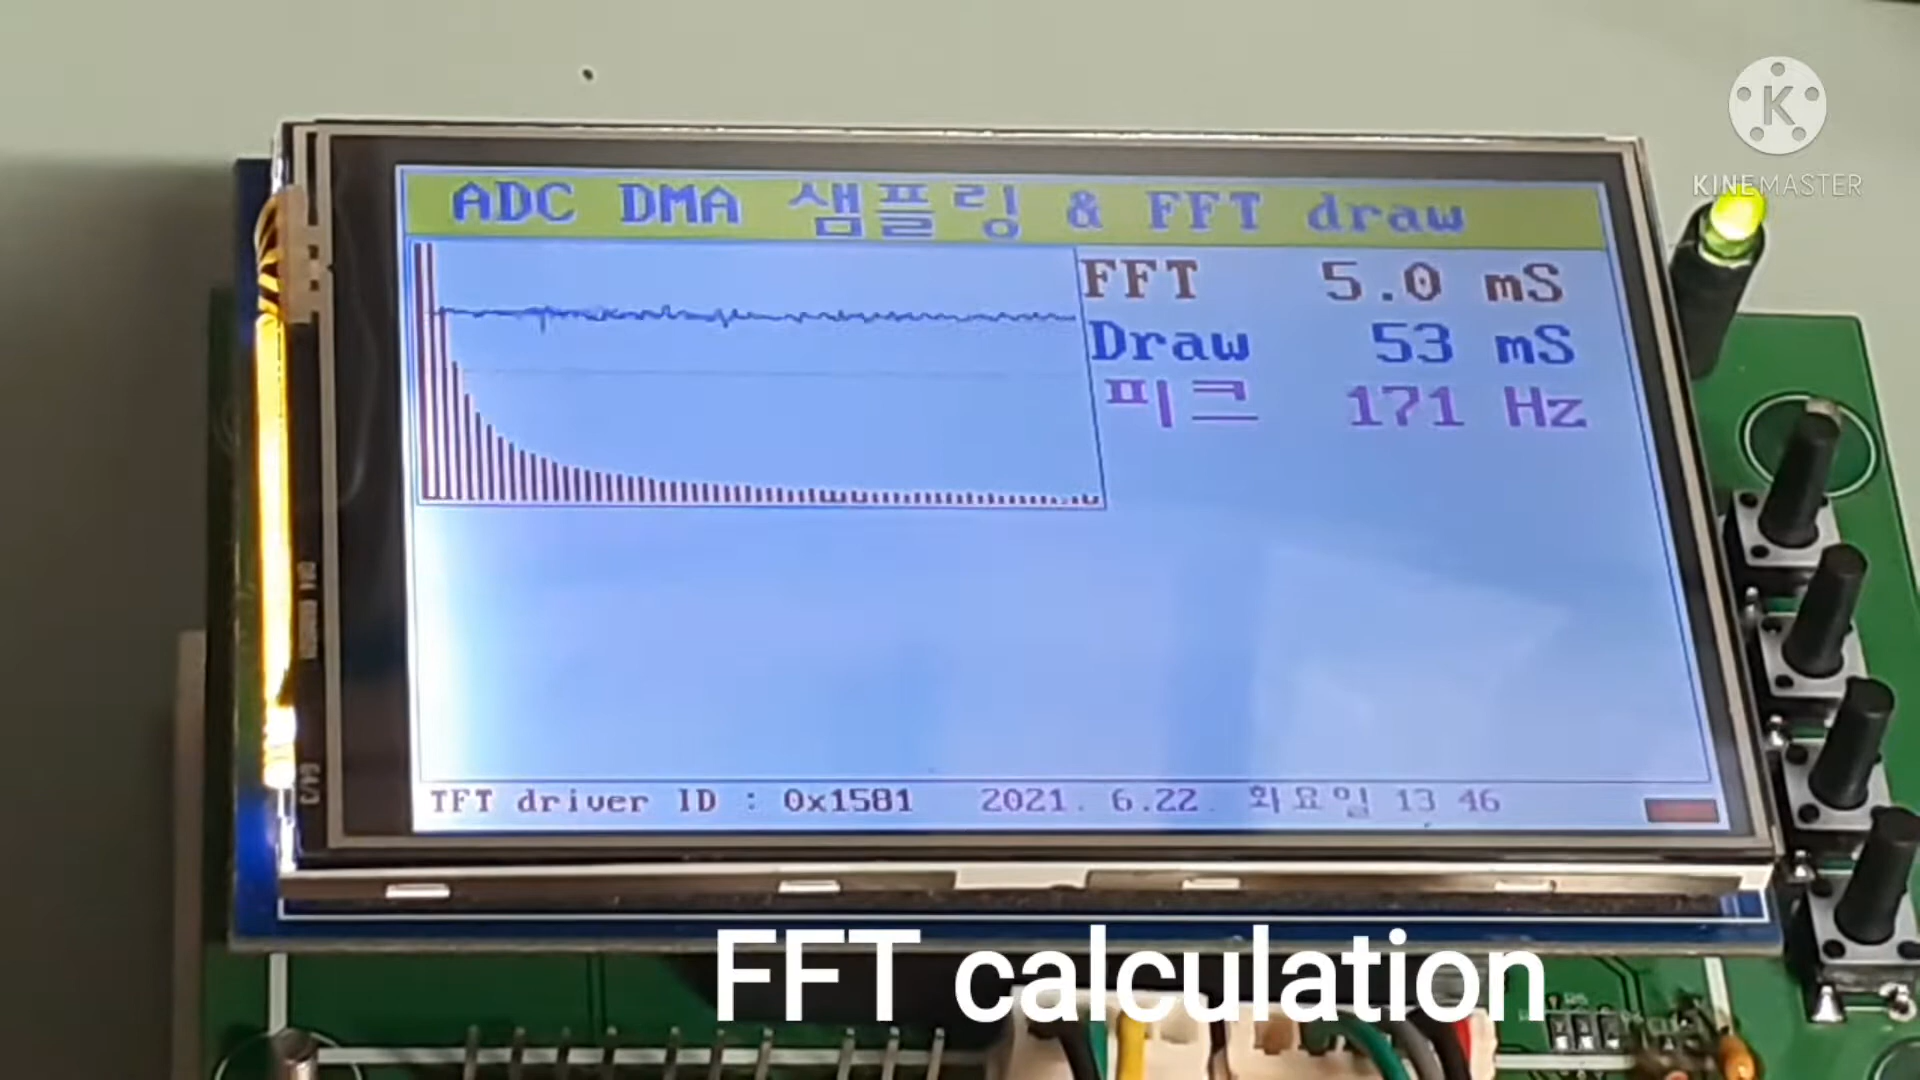 KINEMASTER
ADC DMA 샘플링 & FFT draw
FFT 5.0 mS
Draw 53 mS
피크 171 Hz
TFT driver ID : 0x1581 2021. 6.22. 화요일 13 46
FFT calculation